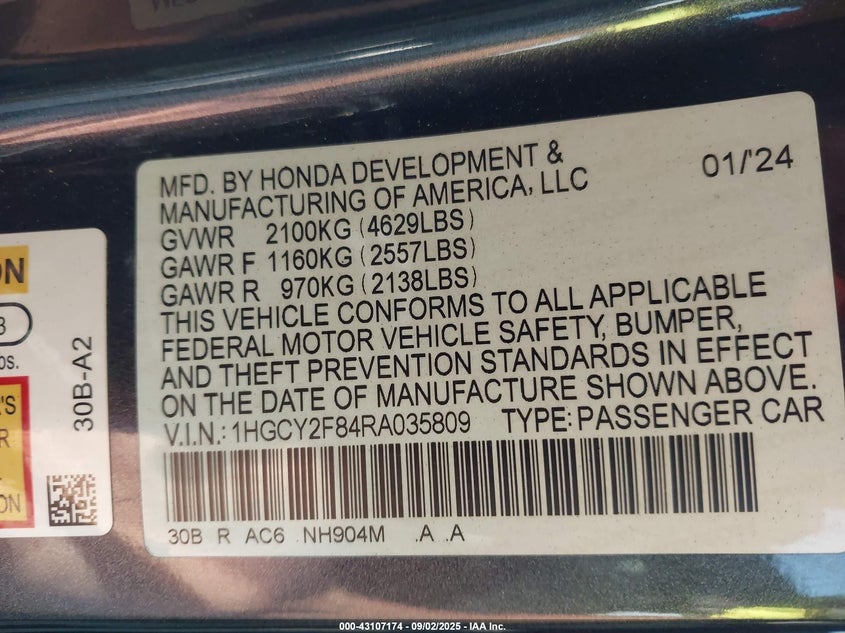 MFD. BY HONDA DEVELOPMENT &
MANUFACTURING OF AMERICA, LLC
01/'24
GVWR 2100KG (4629LBS)
GAWR F 1160KG (2557LBS)
GAWR R 970KG (2138LBS)
THIS VEHICLE CONFORMS TO ALL APPLICABLE
FEDERAL MOTOR VEHICLE SAFETY, BUMPER,
AND THEFT PREVENTION STANDARDS IN EFFECT
ON THE DATE OF MANUFACTURE SHOWN ABOVE.
V.I.N.: 1HGCY2F84RA035809 TYPE: PASSENGER CAR
30B R AC6 NH904M .A .A
30B-A2
000-43107174 - 09/02/2025 - IAA Inc.